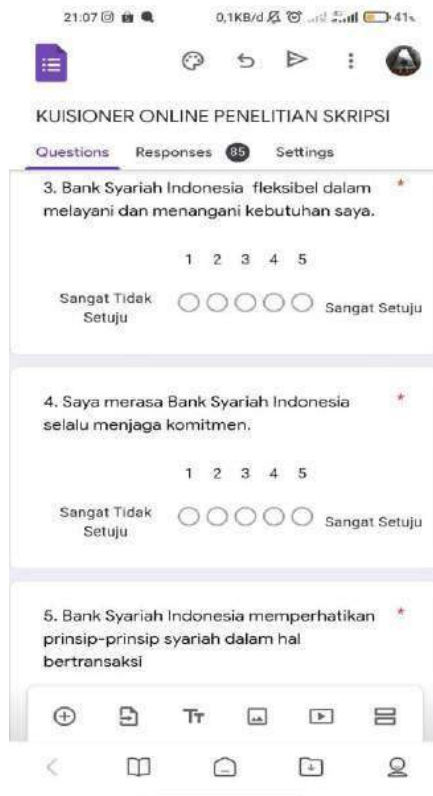 21:07
0,1KB/d
41%
KUISIONER ONLINE PENELITIAN SKRIPSI
Questions Responses 85 Settings
3. Bank Syariah Indonesia fleksibel dalam *
melayani dan menangani kebutuhan saya.
1 2 3 4 5
Sangat Tidak
Setuju
Sangat Setuju
4. Saya merasa Bank Syariah Indonesia *
selalu menjaga komitmen.
1 2 3 4 5
Sangat Tidak
Setuju
Sangat Setuju
5. Bank Syariah Indonesia memperhatikan *
prinsip-prinsip syariah dalam hal
bertransaksi
Tт